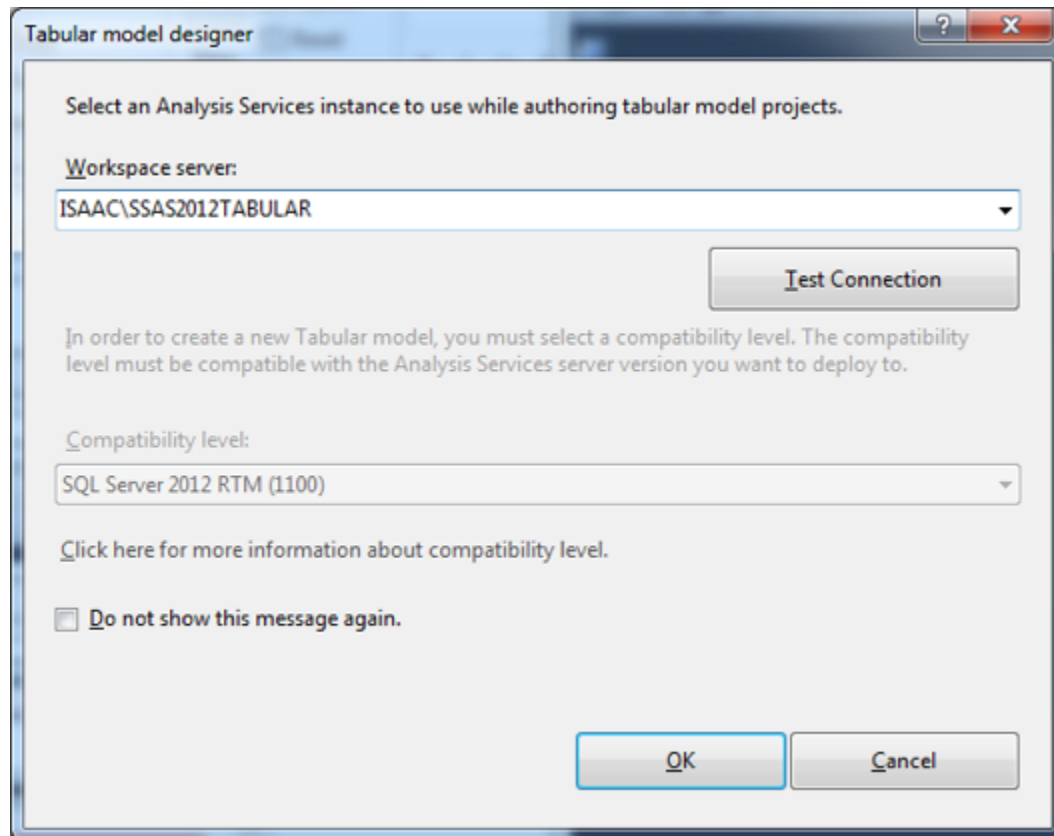 Tabular model designer
Select an Analysis Services instance to use while authoring tabular model projects.
Workspace server:
ISAAC\SSAS2012TABULAR
Test Connection
In order to create a new Tabular model, you must select a compatibility level. The compatibility
level must be compatible with the Analysis Services server version you want to deploy to.
Compatibility level:
SQL Server 2012 RTM (1100)
Click here for more information about compatibility level.
Do not show this message again.
OK
Cancel